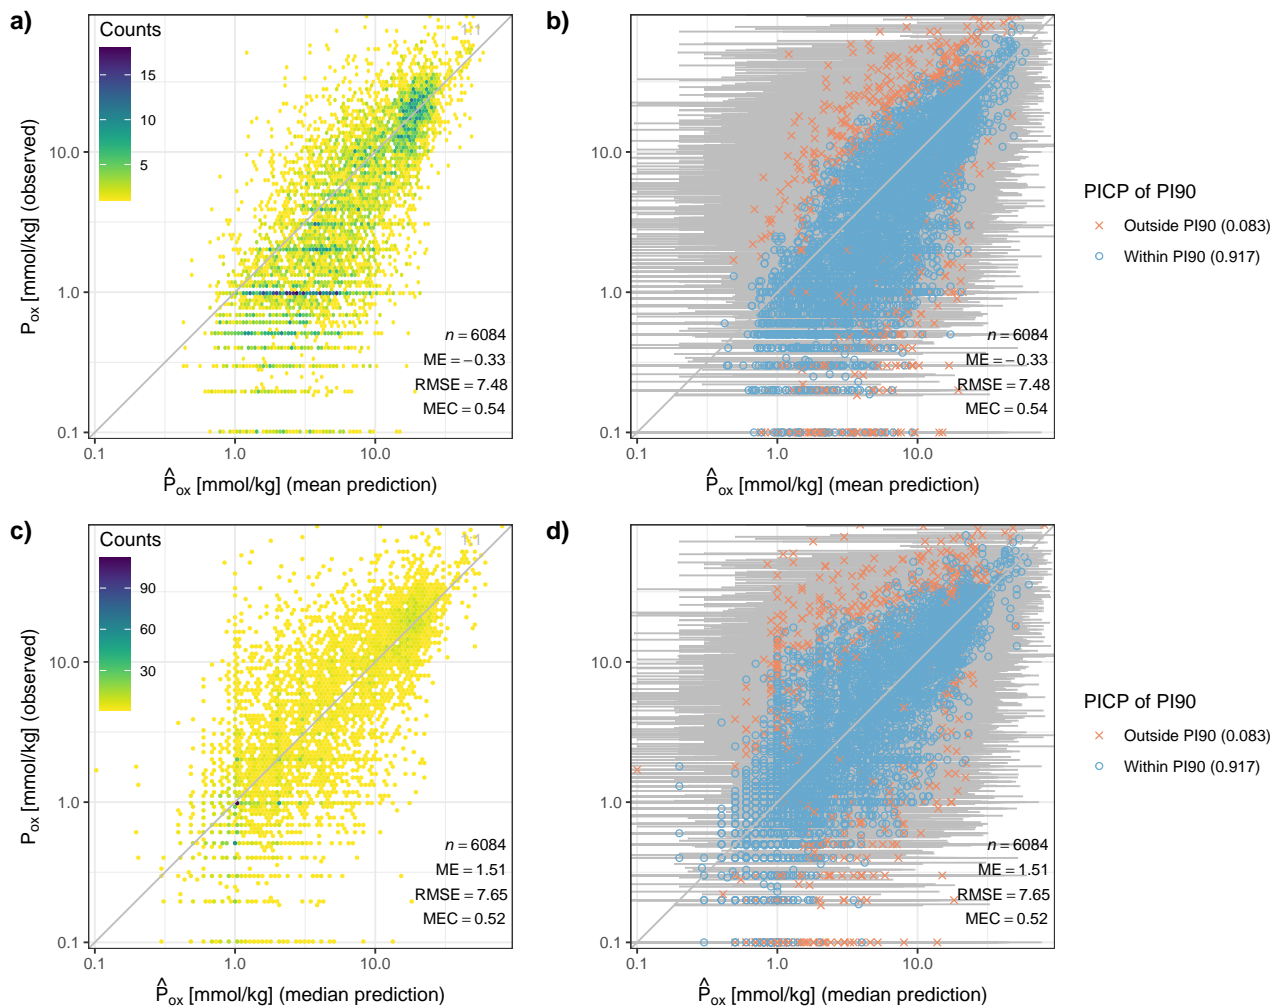 a)
Counts
15
10
5
1:1
10.0
1.0
0.1
P_ox [mmol/kg] (observed)
n = 6084
ME = −0.33
RMSE = 7.48
MEC = 0.54
0.1 1.0 10.0
P̂_ox [mmol/kg] (mean prediction)
b)
10.0
1.0
0.1
n = 6084
ME = −0.33
RMSE = 7.48
MEC = 0.54
0.1 1.0 10.0
P̂_ox [mmol/kg] (mean prediction)
PICP of PI90
Outside PI90 (0.083)
Within PI90 (0.917)
c)
Counts
90
60
30
1:1
10.0
1.0
0.1
P_ox [mmol/kg] (observed)
n = 6084
ME = 1.51
RMSE = 7.65
MEC = 0.52
0.1 1.0 10.0
P̂_ox [mmol/kg] (median prediction)
d)
10.0
1.0
0.1
n = 6084
ME = 1.51
RMSE = 7.65
MEC = 0.52
0.1 1.0 10.0
P̂_ox [mmol/kg] (median prediction)
PICP of PI90
Outside PI90 (0.083)
Within PI90 (0.917)